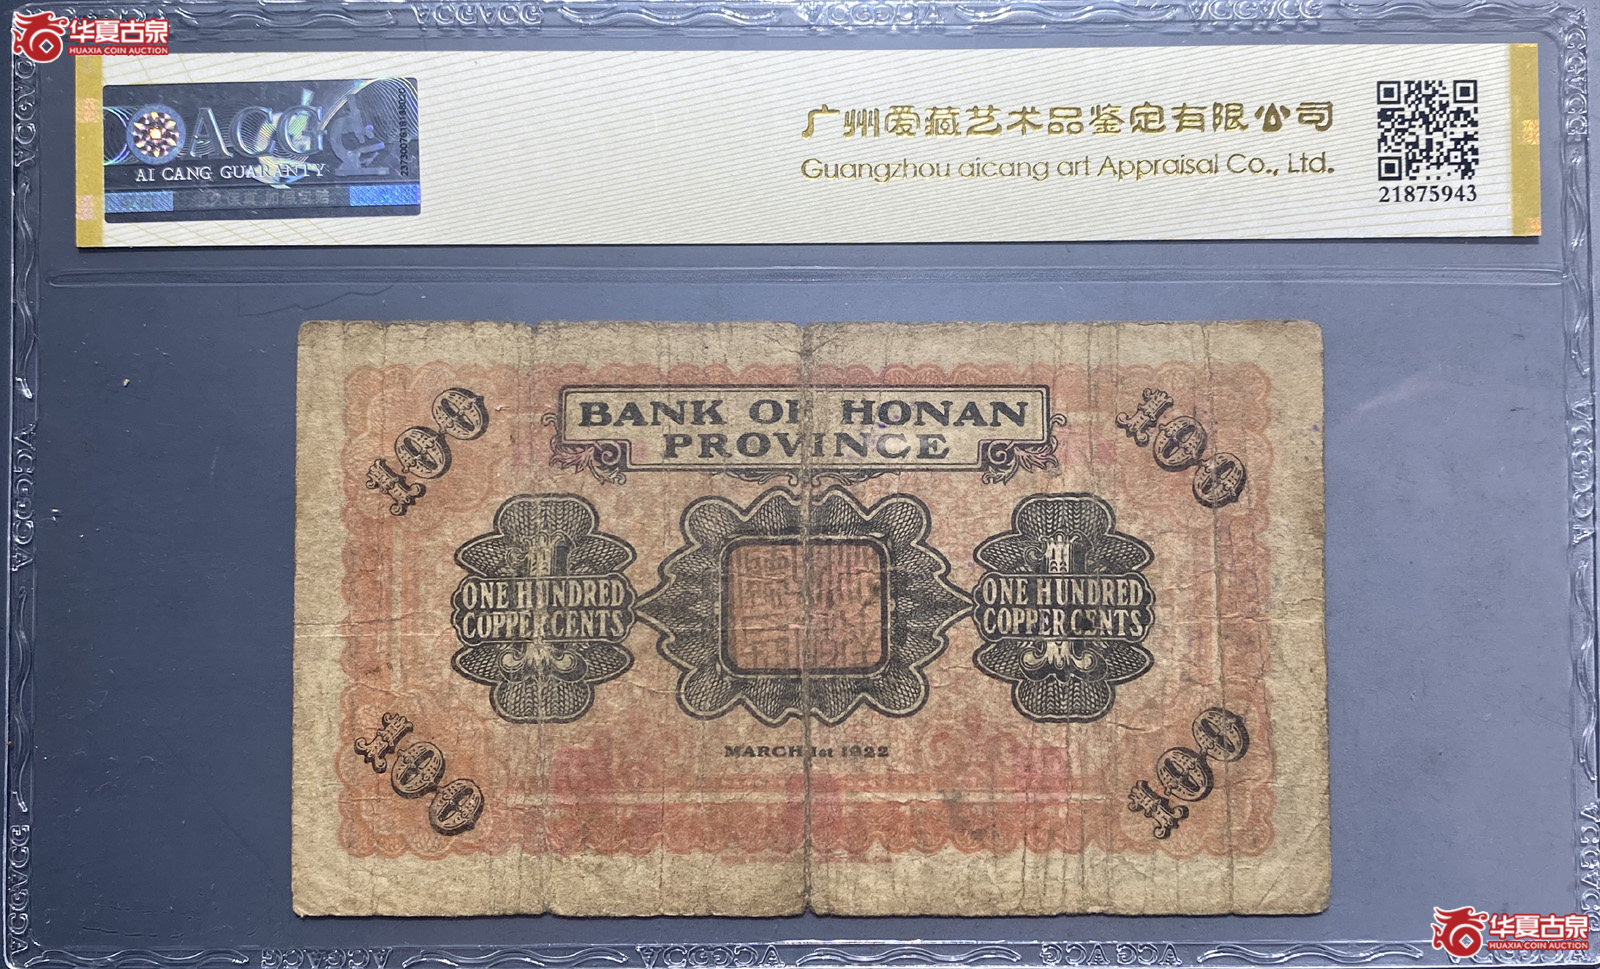 华夏古泉
HUAXIA COIN AUCTION
ACG
AI CANG GUARANTY
广州爱藏艺术品鉴定有限公司
Guangzhou aicang art Appraisal Co., Ltd.
21875943
100
100
BANK OF HONAN
PROVINCE
1
ONE HUNDRED
COPPER CENTS
1
ONE HUNDRED
COPPER CENTS
MARCH 1st 1922
100
100
华夏古泉
HUAXIA COIN AUCTION